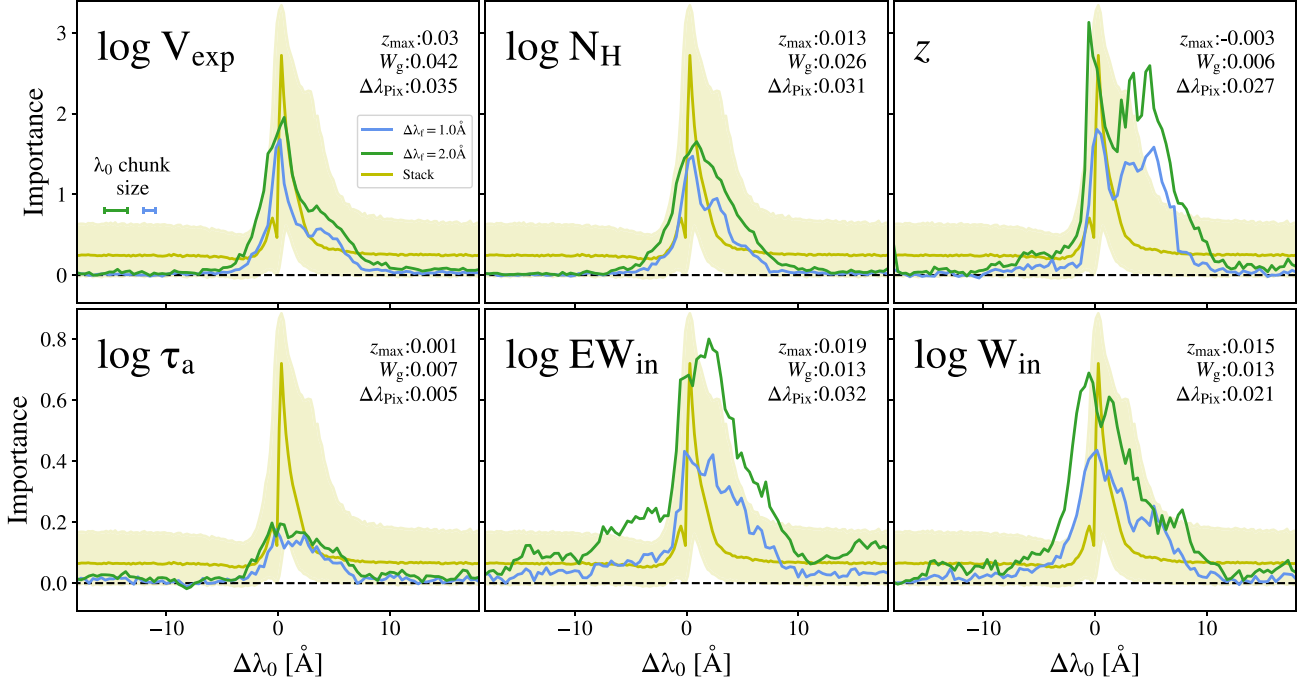 log V_exp
z_max:0.03
W_g:0.042
Δλ_Pix:0.035
Δλ_f = 1.0Å
Δλ_f = 2.0Å
Stack
λ_0 chunk
size
log N_H
z_max:0.013
W_g:0.026
Δλ_Pix:0.031
z
z_max:-0.003
W_g:0.006
Δλ_Pix:0.027
Importance
3
2
1
0
log τ_a
z_max:0.001
W_g:0.007
Δλ_Pix:0.005
log EW_in
z_max:0.019
W_g:0.013
Δλ_Pix:0.032
log W_in
z_max:0.015
W_g:0.013
Δλ_Pix:0.021
Importance
0.8
0.6
0.4
0.2
0.0
−10 0 10
−10 0 10
−10 0 10
Δλ_0 [Å]
Δλ_0 [Å]
Δλ_0 [Å]